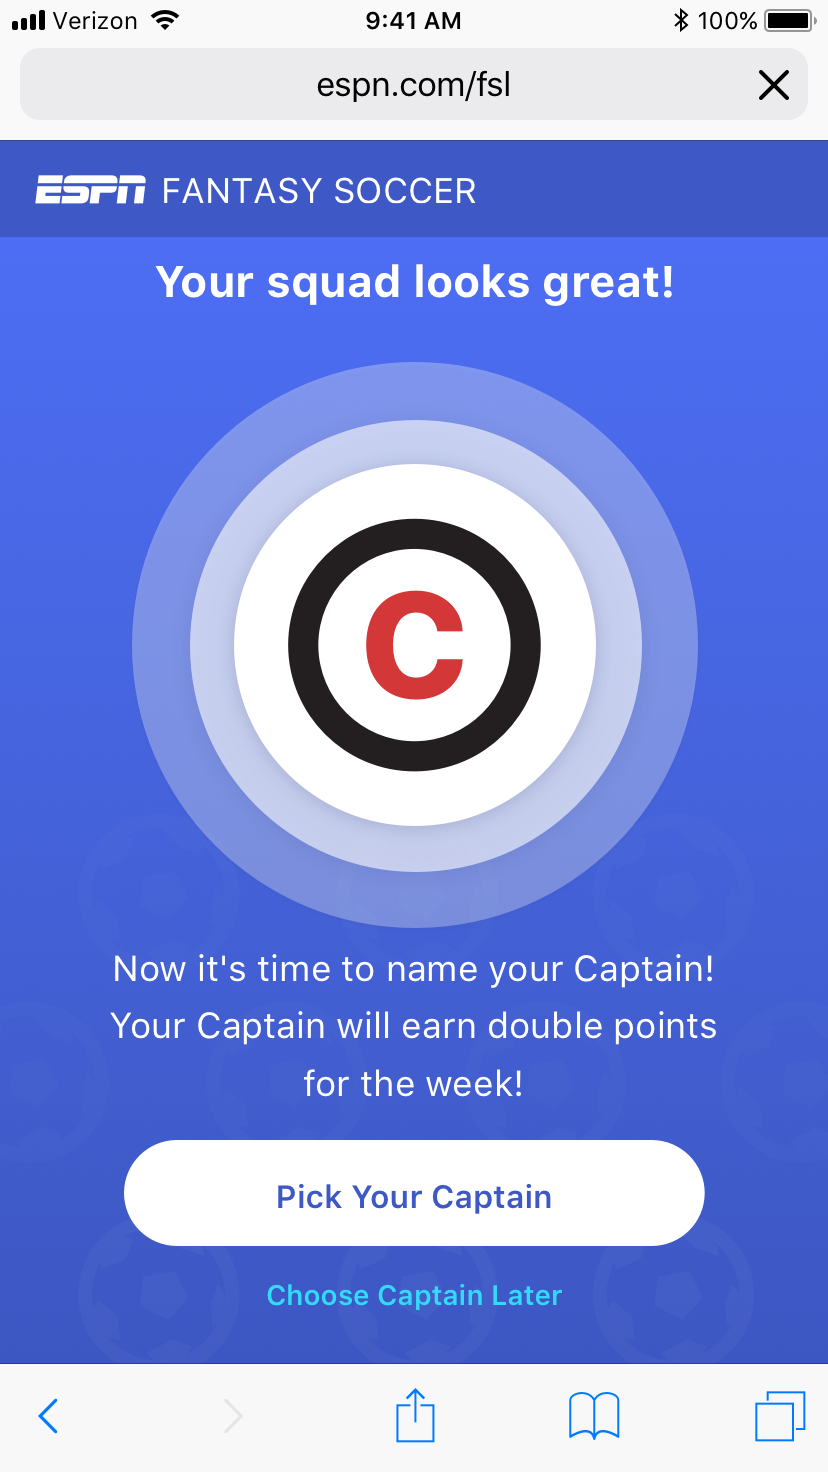 Verizon 9:41 AM 100%
espn.com/fsl
ESPN FANTASY SOCCER
Your squad looks great!
C
Now it's time to name your Captain!
Your Captain will earn double points
for the week!
Pick Your Captain
Choose Captain Later